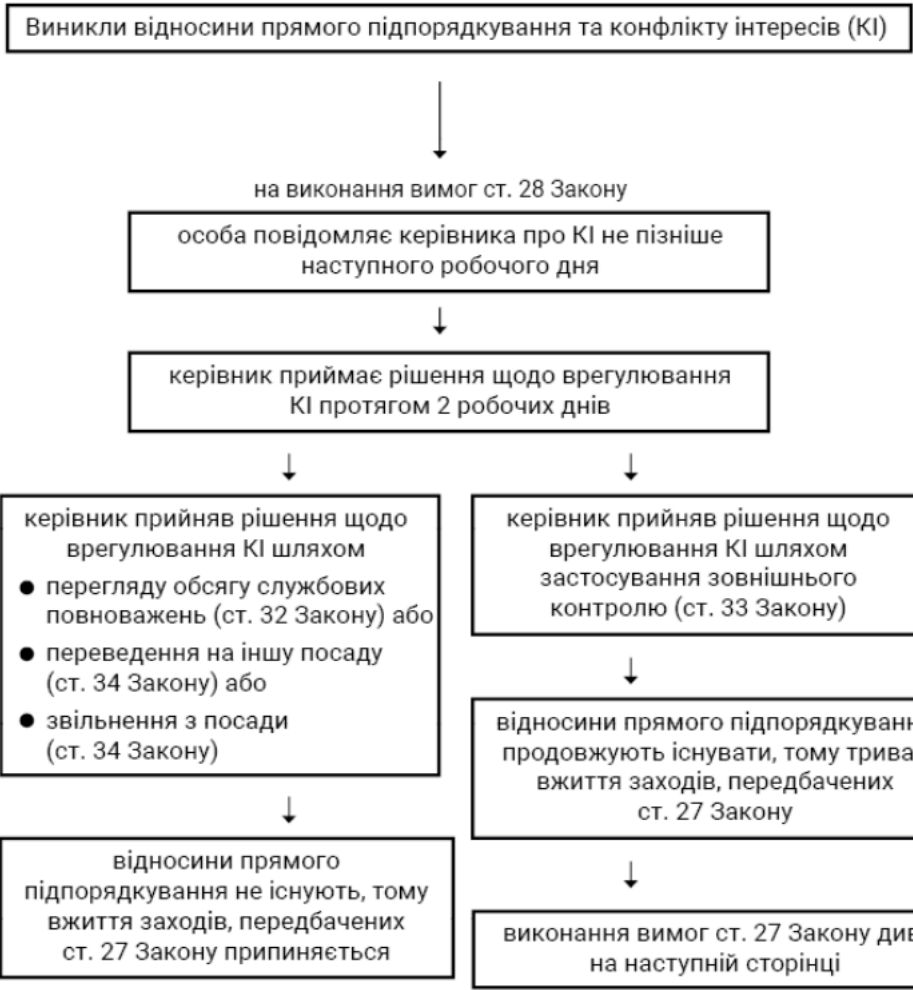 Виникли відносини прямого підпорядкування та конфлікту інтересів (КІ)
на виконання вимог ст. 28 Закону
особа повідомляє керівника про КІ не пізніше
наступного робочого дня
керівник приймає рішення щодо врегулювання
КІ протягом 2 робочих днів
керівник прийняв рішення щодо
врегулювання КІ шляхом
● перегляду обсягу службових
повноважень (ст. 32 Закону) або
● переведення на іншу посаду
(ст. 34 Закону) або
● звільнення з посади
(ст. 34 Закону)
відносини прямого
підпорядкування не існують, тому
вжиття заходів, передбачених
ст. 27 Закону припиняється
керівник прийняв рішення щодо
врегулювання КІ шляхом
застосування зовнішнього
контролю (ст. 33 Закону)
відносини прямого підпорядкуванн
продовжують існувати, тому трива
вжиття заходів, передбачених
ст. 27 Закону
виконання вимог ст. 27 Закону див
на наступній сторінці